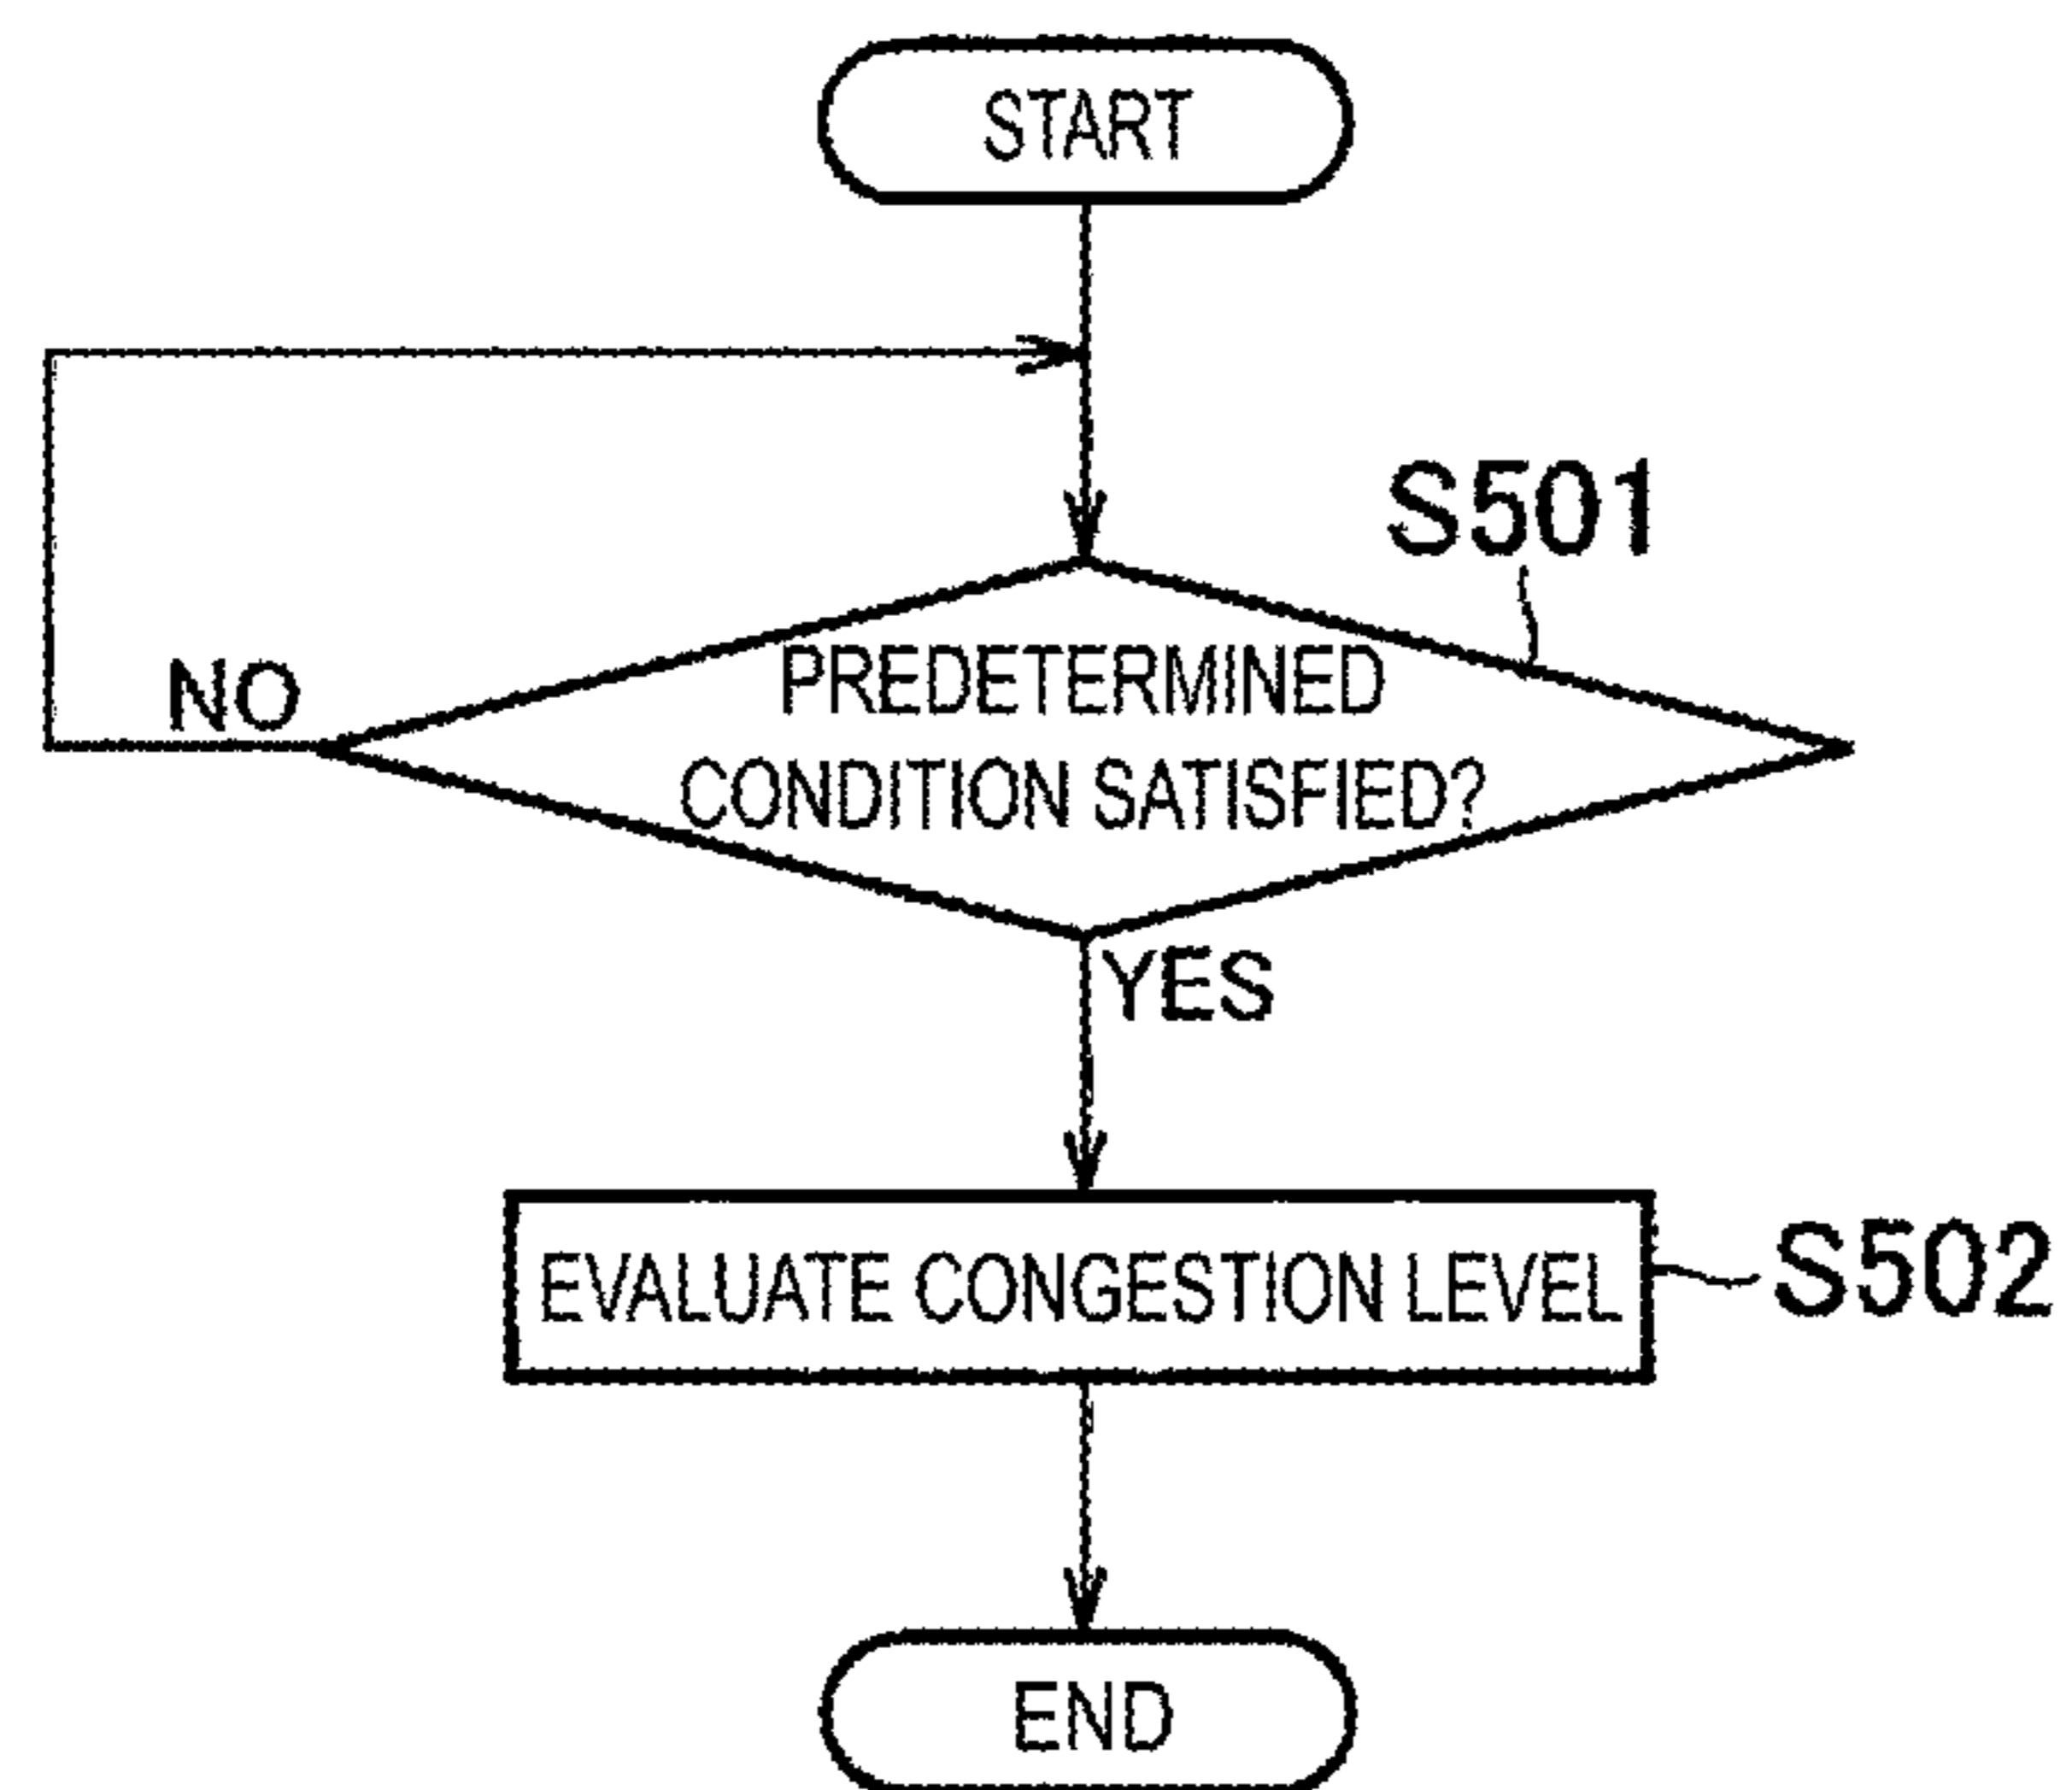 START
S501
PREDETERMINED
CONDITION SATISFIED?
NO
YES
EVALUATE CONGESTION LEVEL
S502
END